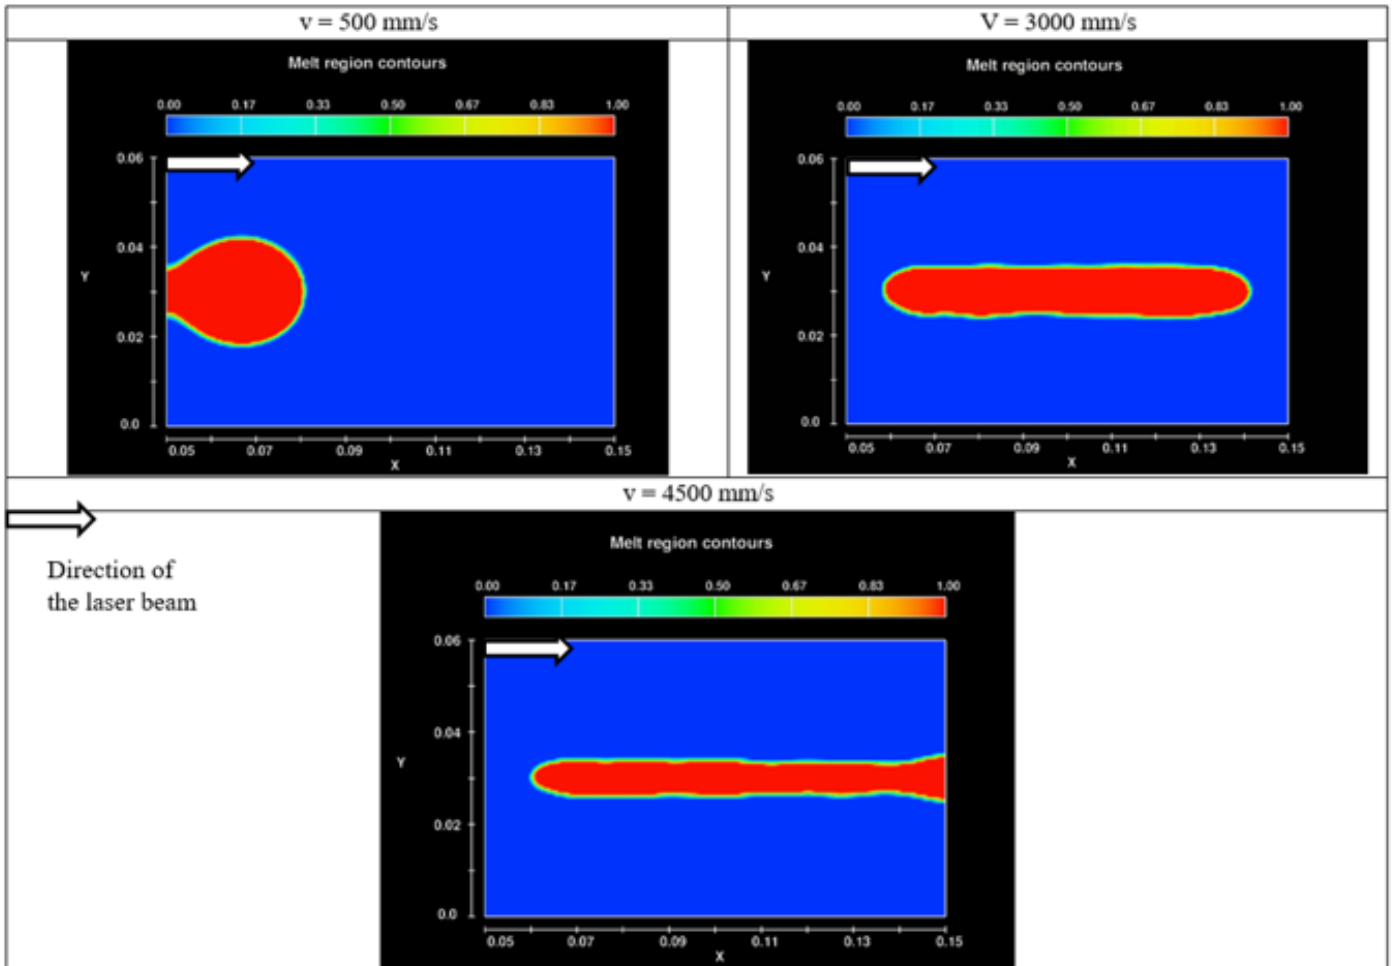 v = 500 mm/s
V = 3000 mm/s
Melt region contours
0.00 0.17 0.33 0.50 0.67 0.83 1.00
0.06
0.04
Y
0.02
0.0
0.05 0.07 0.09 0.11 0.13 0.15
X
Melt region contours
0.00 0.17 0.33 0.50 0.67 0.83 1.00
0.06
0.04
Y
0.02
0.0
0.05 0.07 0.09 0.11 0.13 0.15
X
v = 4500 mm/s
Direction of
the laser beam
Melt region contours
0.00 0.17 0.33 0.50 0.67 0.83 1.00
0.06
0.04
Y
0.02
0.0
0.05 0.07 0.09 0.11 0.13 0.15
X